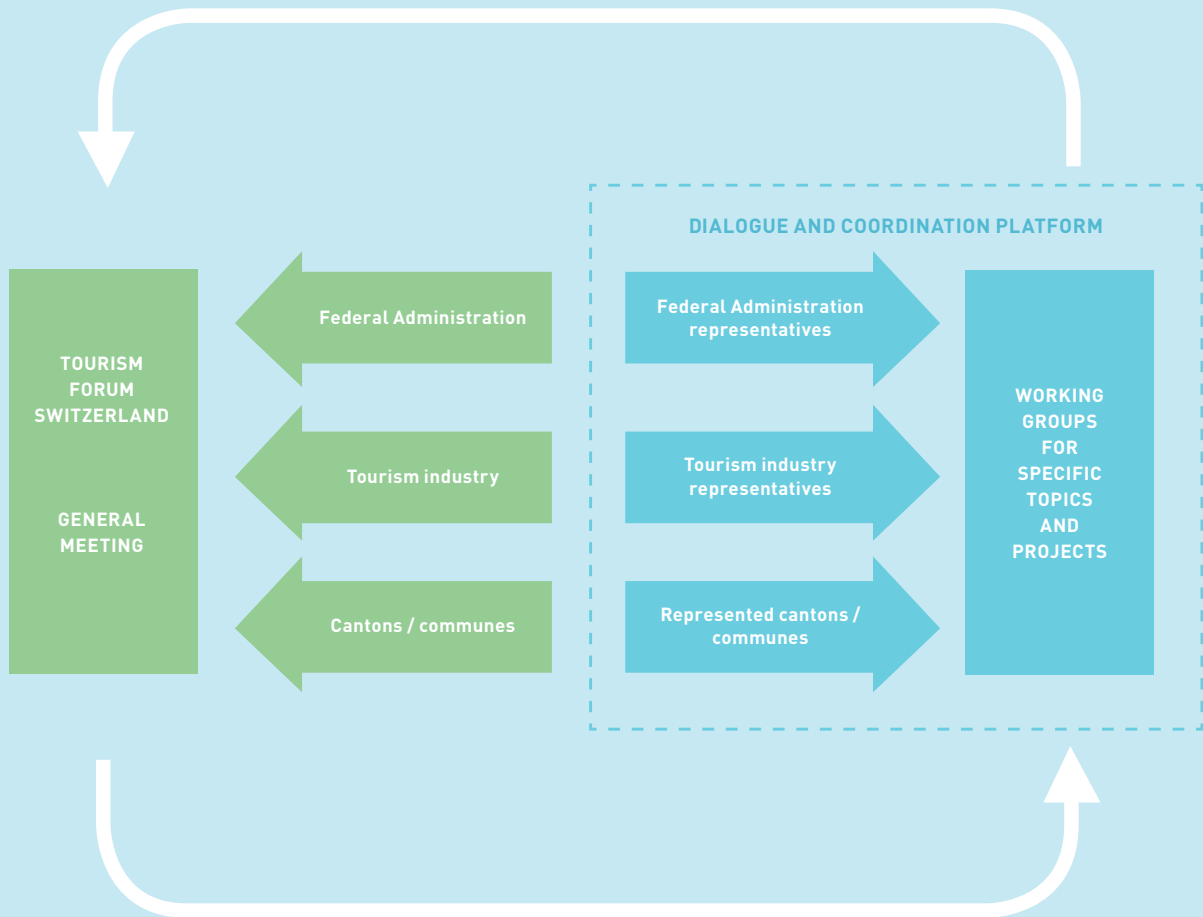 DIALOGUE AND COORDINATION PLATFORM
TOURISM
FORUM
SWITZERLAND
GENERAL
MEETING
Federal Administration
Tourism industry
Cantons / communes
Federal Administration
representatives
Tourism industry
representatives
Represented cantons /
communes
WORKING
GROUPS
FOR
SPECIFIC
TOPICS
AND
PROJECTS